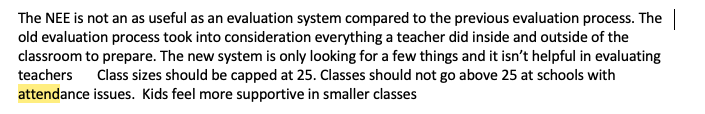 The NEE is not an as useful as an evaluation system compared to the previous evaluation process. The
old evaluation process took into consideration everything a teacher did inside and outside of the
classroom to prepare. The new system is only looking for a few things and it isn't helpful in evaluating
teachers     Class sizes should be capped at 25. Classes should not go above 25 at schools with
attendance issues.  Kids feel more supportive in smaller classes